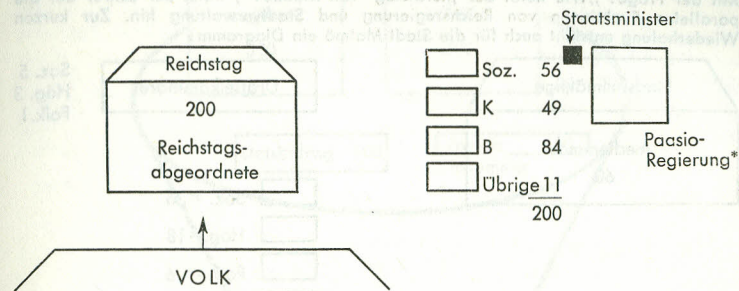 Staatsminister
Reichstag
200
Reichstags-
abgeordnete
VOLK
Soz. 56
K 49
B 84
Übrige 11
200
Paasio-
Regierung*